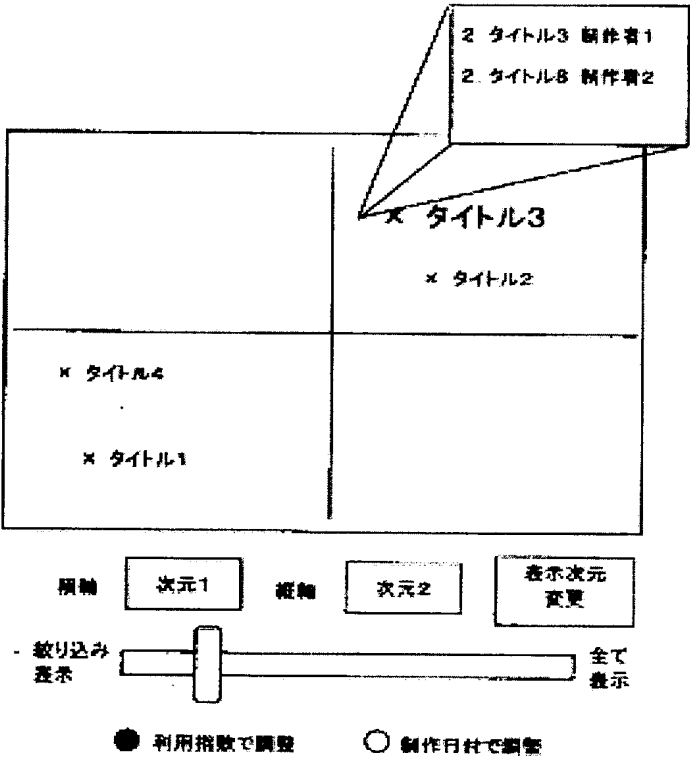 2 タイトル3 制作者1
2 タイトル8 制作者2
× タイトル3
× タイトル2
× タイトル4
× タイトル1
横軸 次元1 縦軸 次元2 表示次元
変更
絞り込み
表示
全て
表示
利用指数で調整 制作日付で調整